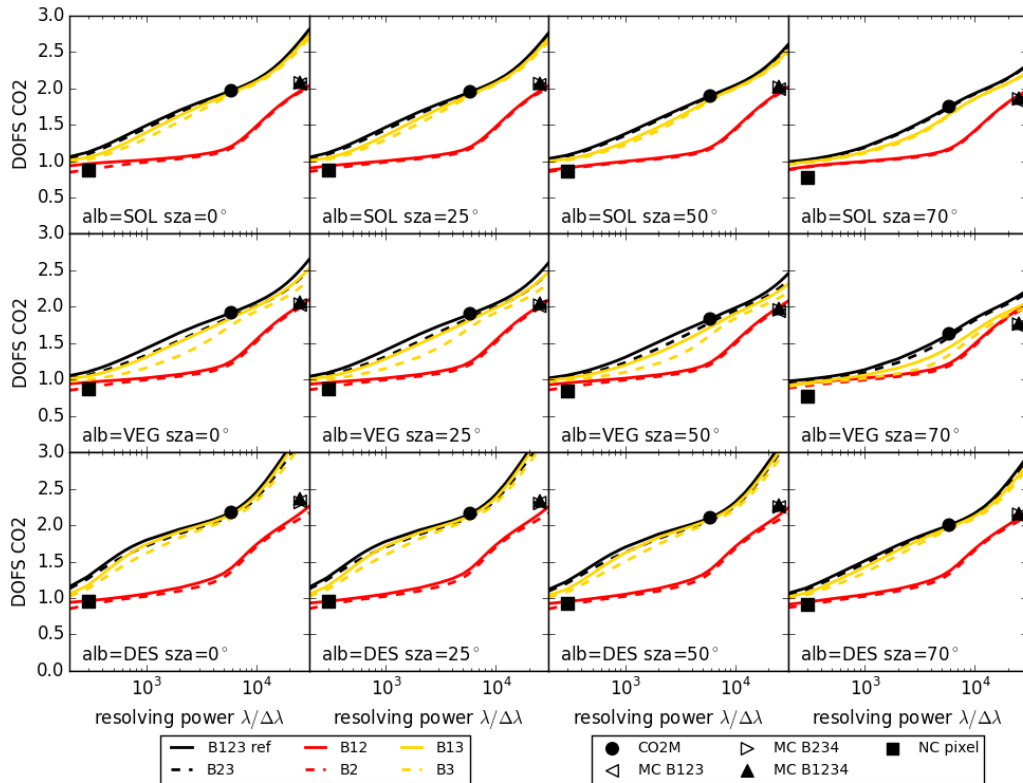 3.0
2.5
2.0
1.5
1.0
0.5
DOFS CO2
alb=SOL sza=0°
alb=SOL sza=25°
alb=SOL sza=50°
alb=SOL sza=70°
3.0
2.5
2.0
1.5
1.0
0.5
DOFS CO2
alb=VEG sza=0°
alb=VEG sza=25°
alb=VEG sza=50°
alb=VEG sza=70°
3.0
2.5
2.0
1.5
1.0
0.5
0.0
DOFS CO2
alb=DES sza=0°
alb=DES sza=25°
alb=DES sza=50°
alb=DES sza=70°
10³ 10⁴ 10³ 10⁴ 10³ 10⁴ 10³ 10⁴
resolving power λ/Δλ resolving power λ/Δλ resolving power λ/Δλ resolving power λ/Δλ
B123 ref B12 B13
B23 B2 B3
CO2M MC B234 NC pixel
MC B123 MC B1234